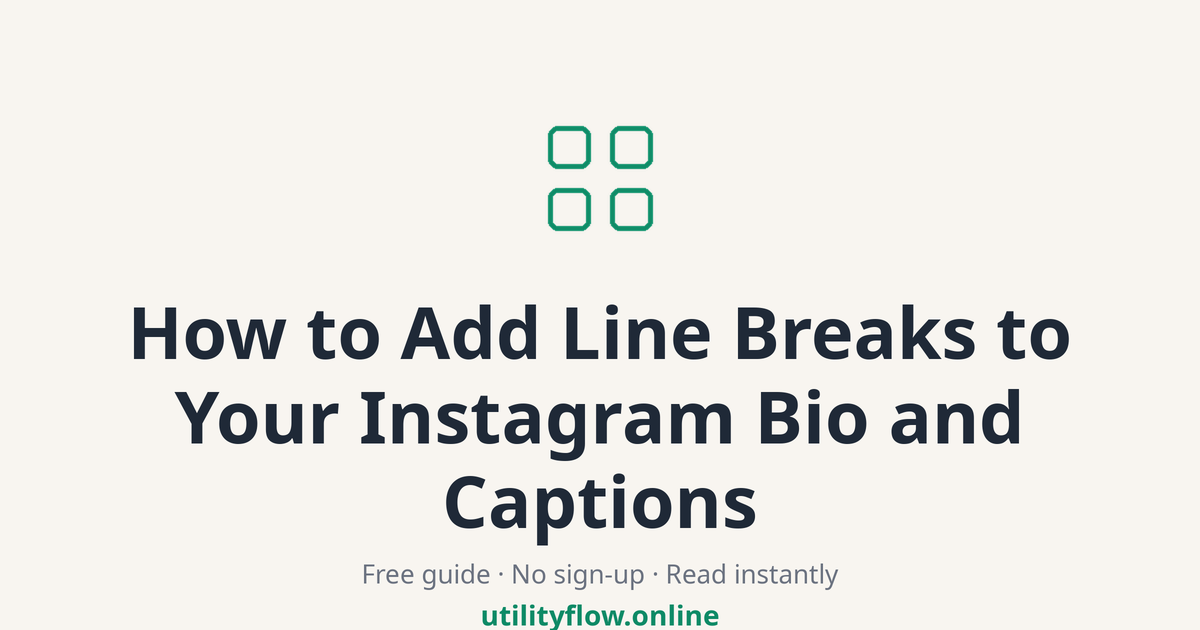 How to Add Line Breaks to
Your Instagram Bio and
Captions
Free guide · No sign-up · Read instantly
utilityflow.online